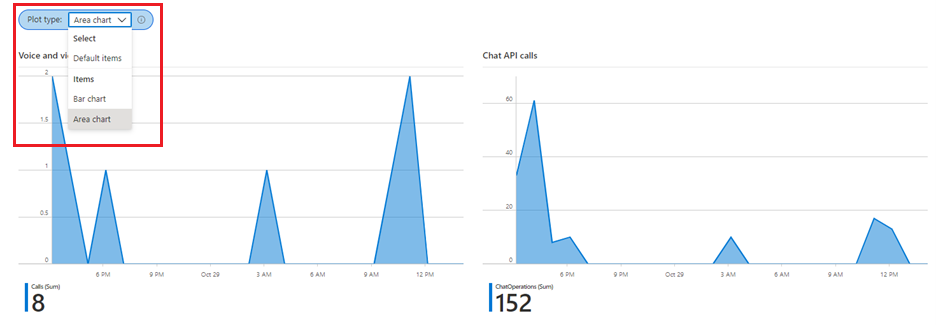 Plot type: Area chart
Select
Default items
Items
Bar chart
Area chart
Voice and vi
2
1.5
1
0.5
0
6 PM 9 PM Oct 29 3 AM 6 AM 9 AM 12 PM
Calls (Sum)
8
Chat API calls
60
40
20
0
6 PM 9 PM Oct 29 3 AM 6 AM 9 AM 12 PM
ChatOperations (Sum)
152